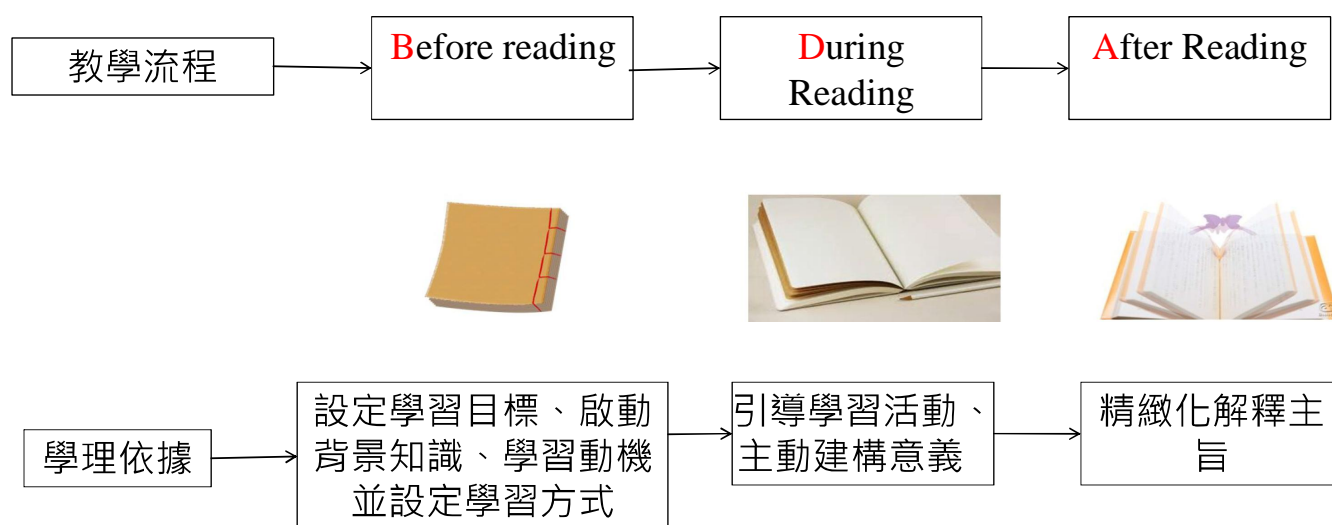 教學流程
Before reading
During
Reading
After Reading
學理依據
設定學習目標、啟動
背景知識、學習動機
並設定學習方式
引導學習活動、
主動建構意義
精緻化解釋主
旨